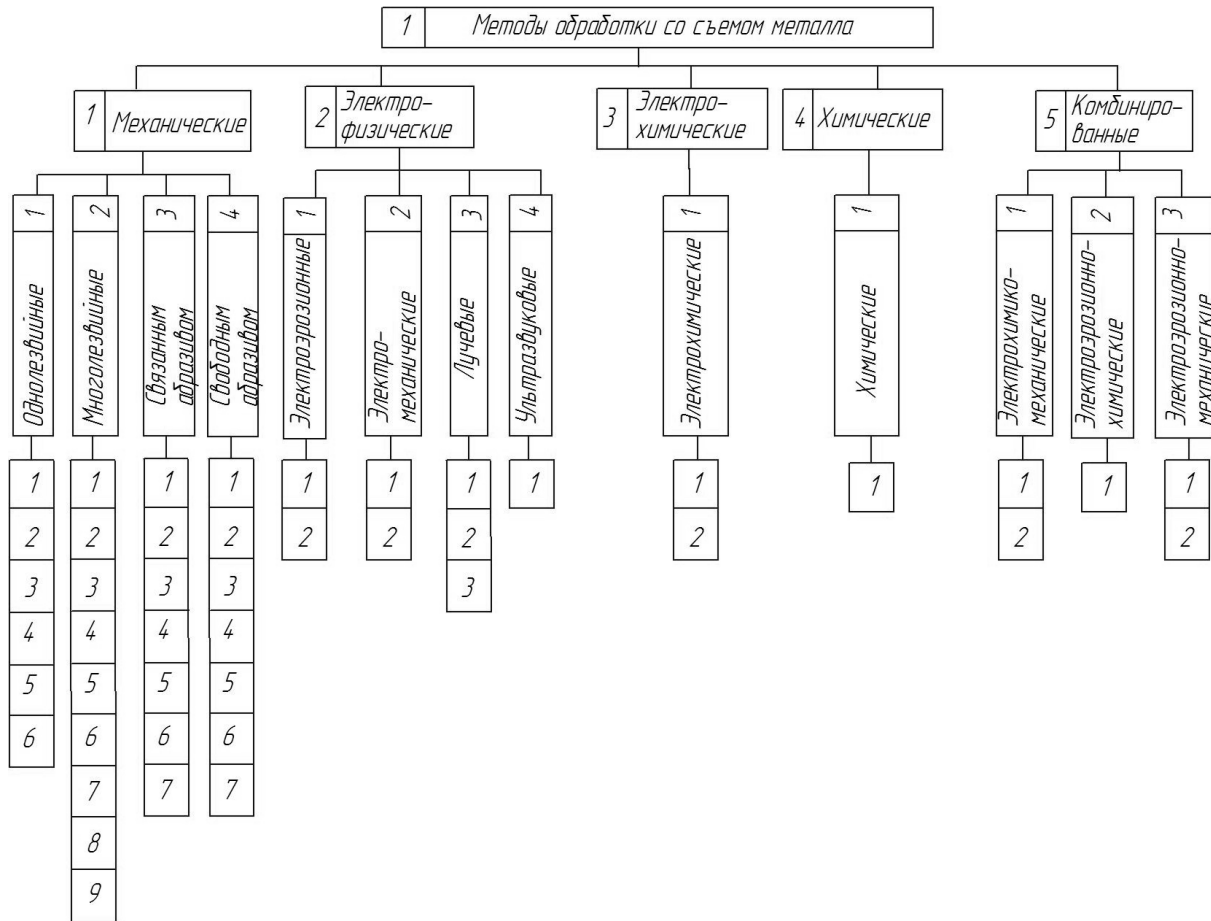 1 Методы обработки со съемом металла
1 Механические
2 Электро-
физические
3 Электро-
химические
4 Химические
5 Комбиниро-
ванные
1 Однолезвийные
2 Многолезвийные
3 Связанным
абразивом
4 Свободным
абразивом
1 Электроэрозионные
2 Электро-
механические
3 Лучевые
4 Ультразвуковые
1 Электрохимические
1 Химические
1 Электрохимико-
механические
2 Электроэрозионно-
химические
3 Электроэрозионно-
механические
1 1 1 1 1 1 1 1 1 1 1 1 1
2 2 2 2 2 2 2 2 2 2
3 3 3 3 3
4 4 4 4
5 5 5 5
6 6 6 6
7 7 7
8
9